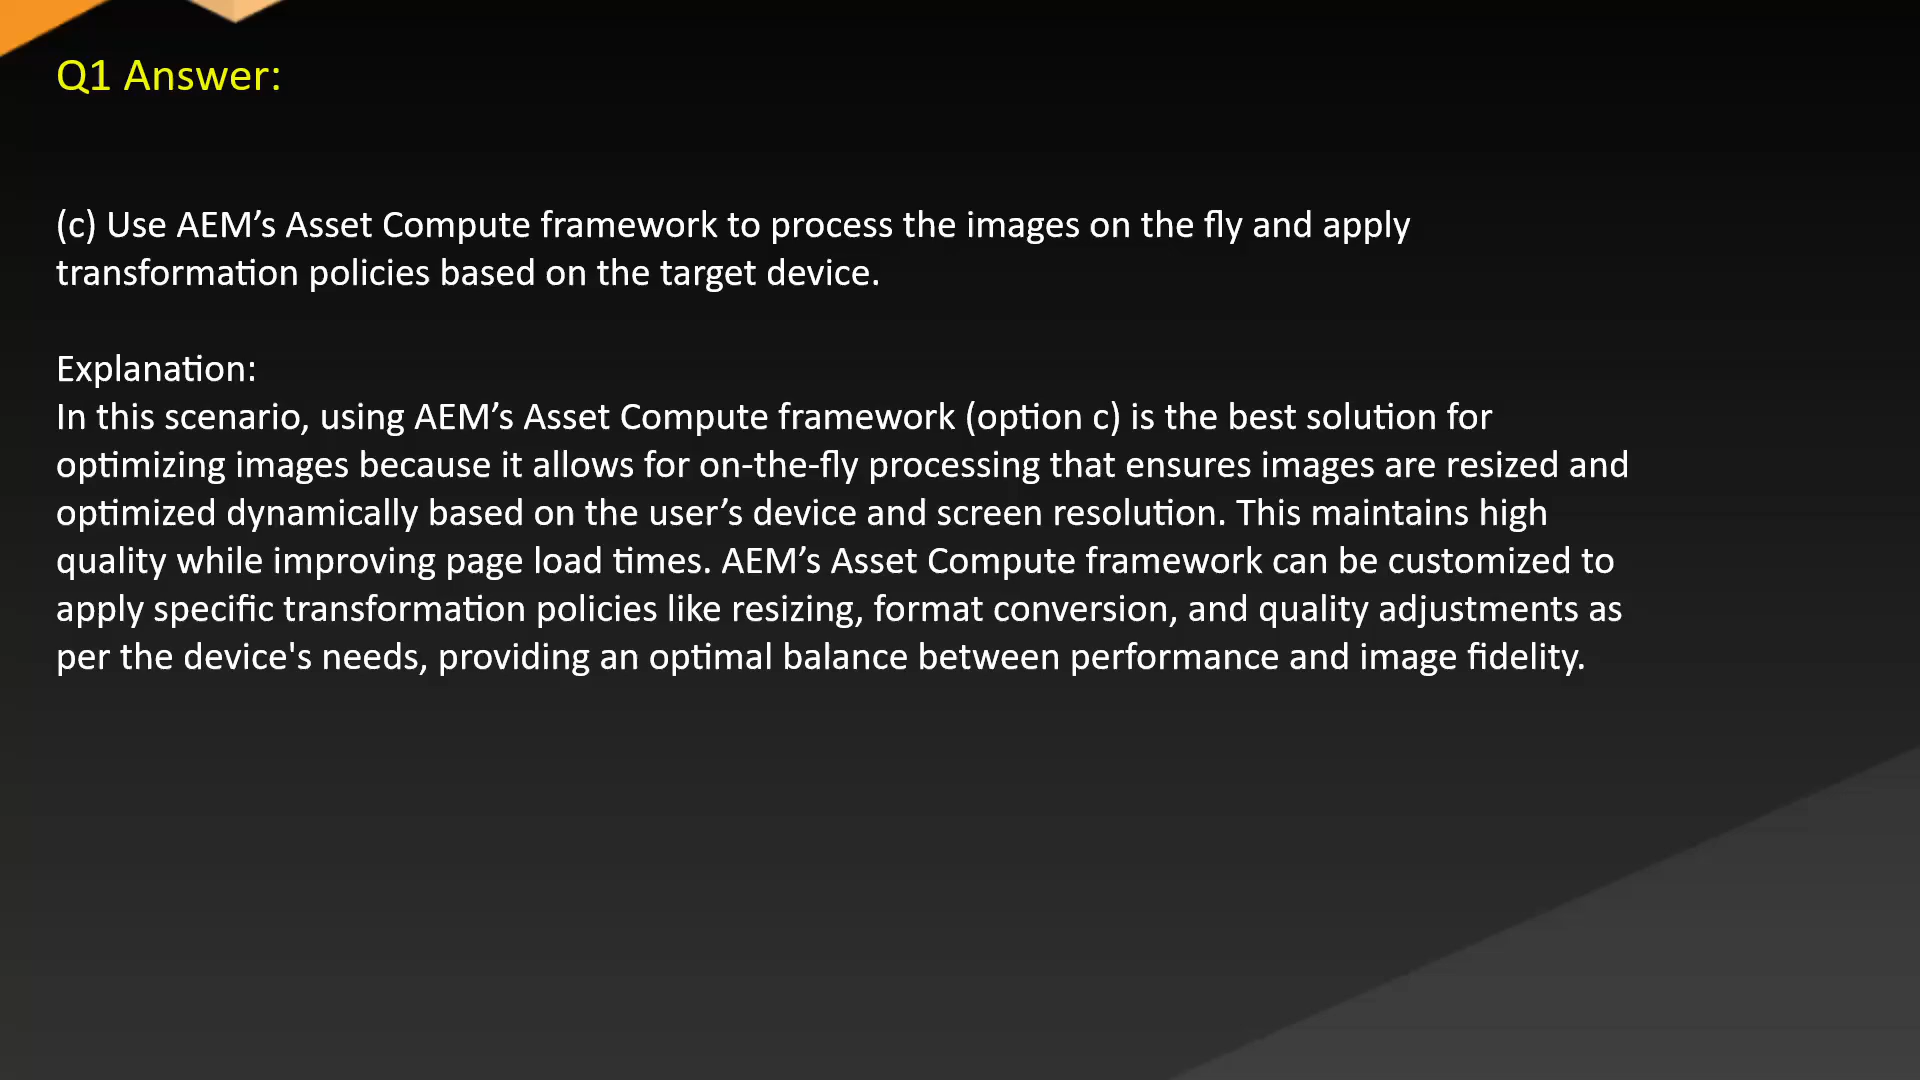 Q1 Answer:
(c) Use AEM’s Asset Compute framework to process the images on the fly and apply
transformation policies based on the target device.
Explanation:
In this scenario, using AEM’s Asset Compute framework (option c) is the best solution for
optimizing images because it allows for on-the-fly processing that ensures images are resized and
optimized dynamically based on the user’s device and screen resolution. This maintains high
quality while improving page load times. AEM’s Asset Compute framework can be customized to
apply specific transformation policies like resizing, format conversion, and quality adjustments as
per the device's needs, providing an optimal balance between performance and image fidelity.